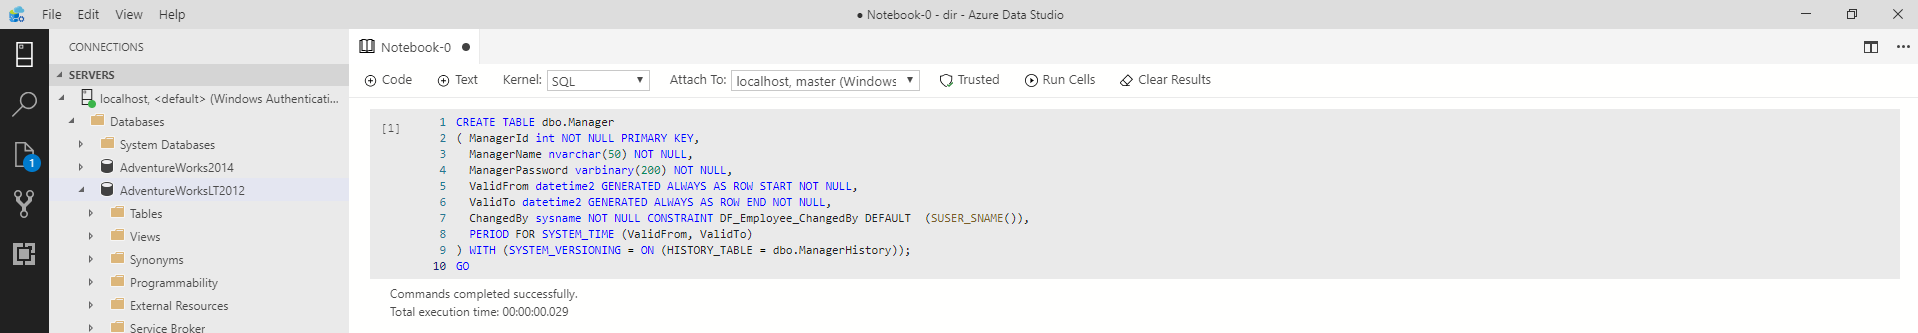 File Edit View Help
● Notebook-0 - dir - Azure Data Studio
CONNECTIONS
SERVERS
localhost, <default> (Windows Authenticati...
Databases
System Databases
AdventureWorks2014
AdventureWorksLT2012
Tables
Views
Synonyms
Programmability
External Resources
Service Broker
1
Notebook-0 ●
Code Text Kernel: SQL Attach To: localhost, master (Windows Trusted Run Cells Clear Results
[1]
1 CREATE TABLE dbo.Manager
2 ( ManagerId int NOT NULL PRIMARY KEY,
3 ManagerName nvarchar(50) NOT NULL,
4 ManagerPassword varbinary(200) NOT NULL,
5 ValidFrom datetime2 GENERATED ALWAYS AS ROW START NOT NULL,
6 ValidTo datetime2 GENERATED ALWAYS AS ROW END NOT NULL,
7 ChangedBy sysname NOT NULL CONSTRAINT DF_Employee_ChangedBy DEFAULT  (SUSER_SNAME()),
8 PERIOD FOR SYSTEM_TIME (ValidFrom, ValidTo)
9 ) WITH (SYSTEM_VERSIONING = ON (HISTORY_TABLE = dbo.ManagerHistory));
10 GO
Commands completed successfully.
Total execution time: 00:00:00.029